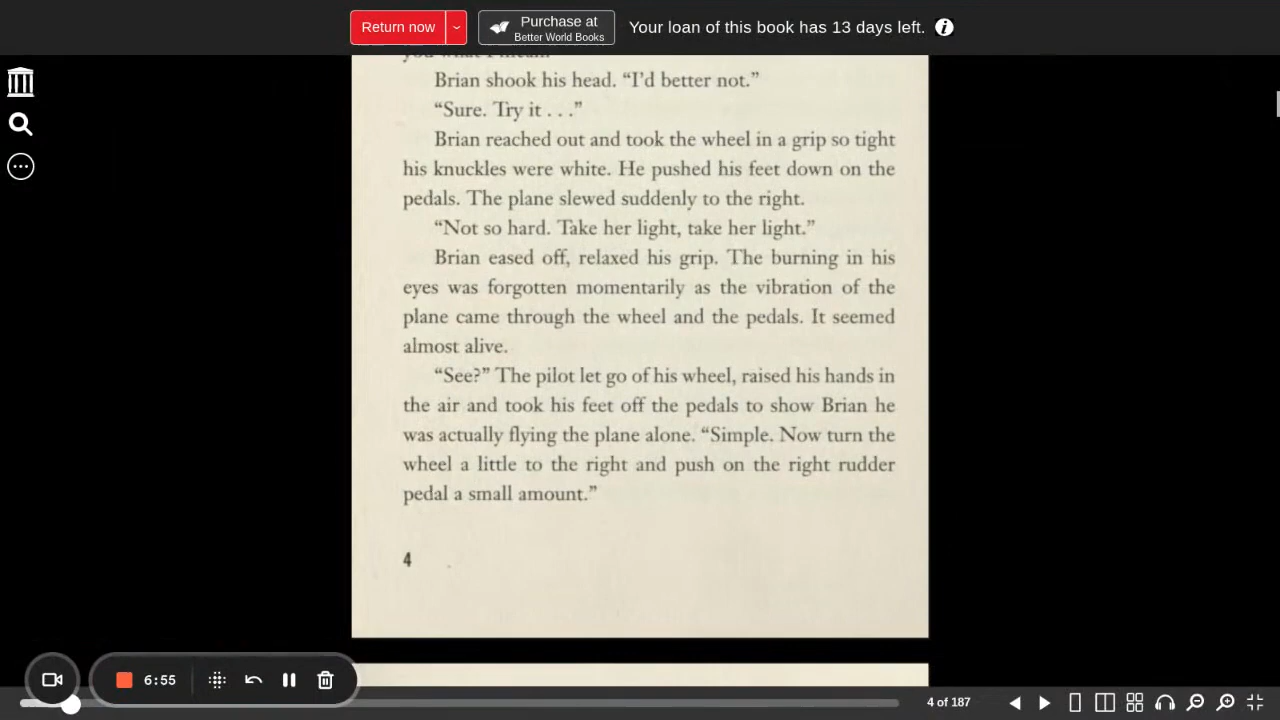 Return now
Purchase at
Better World Books
Your loan of this book has 13 days left.
you what I mean.”
Brian shook his head. “I’d better not.”
“Sure. Try it . . .”
Brian reached out and took the wheel in a grip so tight
his knuckles were white. He pushed his feet down on the
pedals. The plane slewed suddenly to the right.
“Not so hard. Take her light, take her light.”
Brian eased off, relaxed his grip. The burning in his
eyes was forgotten momentarily as the vibration of the
plane came through the wheel and the pedals. It seemed
almost alive.
“See?” The pilot let go of his wheel, raised his hands in
the air and took his feet off the pedals to show Brian he
was actually flying the plane alone. “Simple. Now turn the
wheel a little to the right and push on the right rudder
pedal a small amount.”
4
6:55
4 of 187